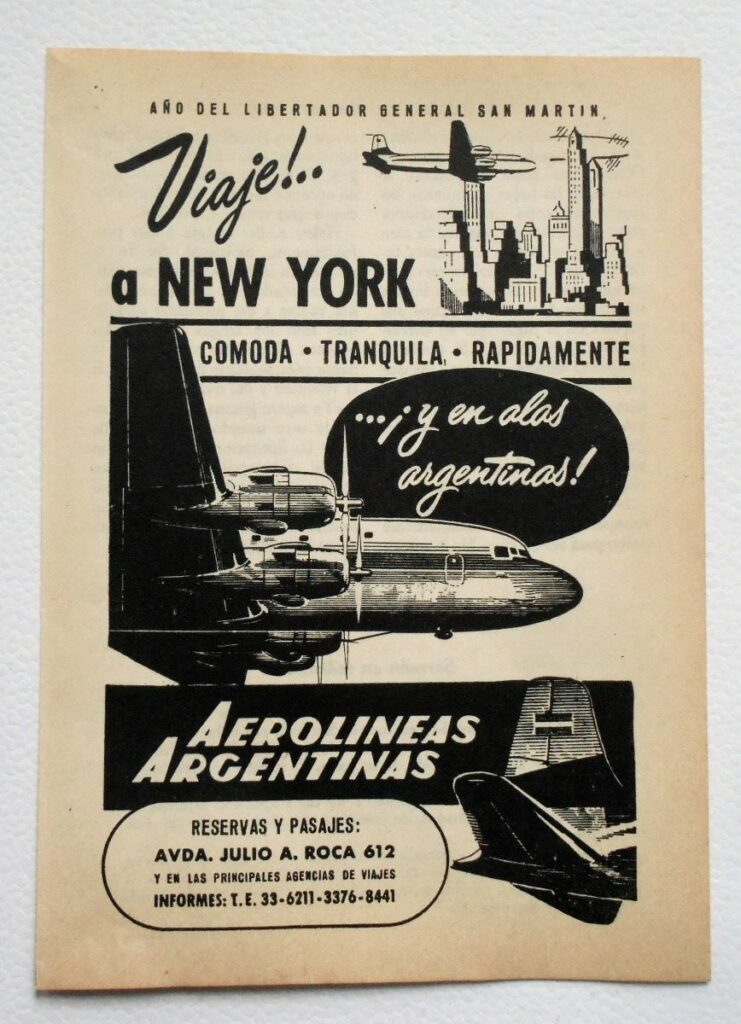 AÑO DEL LIBERTADOR GENERAL SAN MARTIN.
Viaje!..
a NEW YORK
COMODA • TRANQUILA • RAPIDAMENTE
...¡y en alas
argentinas!
AEROLINEAS
ARGENTINAS
RESERVAS Y PASAJES:
AVDA. JULIO A. ROCA 612
Y EN LAS PRINCIPALES AGENCIAS DE VIAJES
INFORMES: T.E. 33-6211-3376-8441